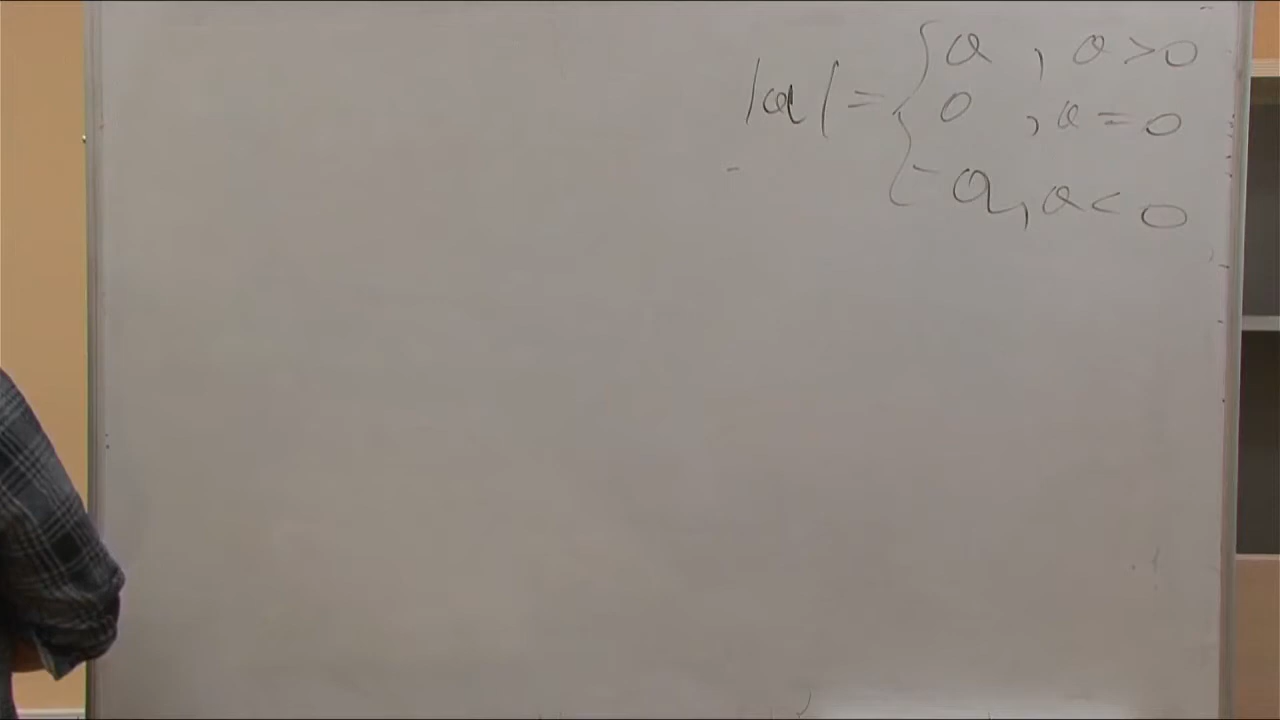 a , a > 0
|a| = { 0 , a = 0
-a, a < 0